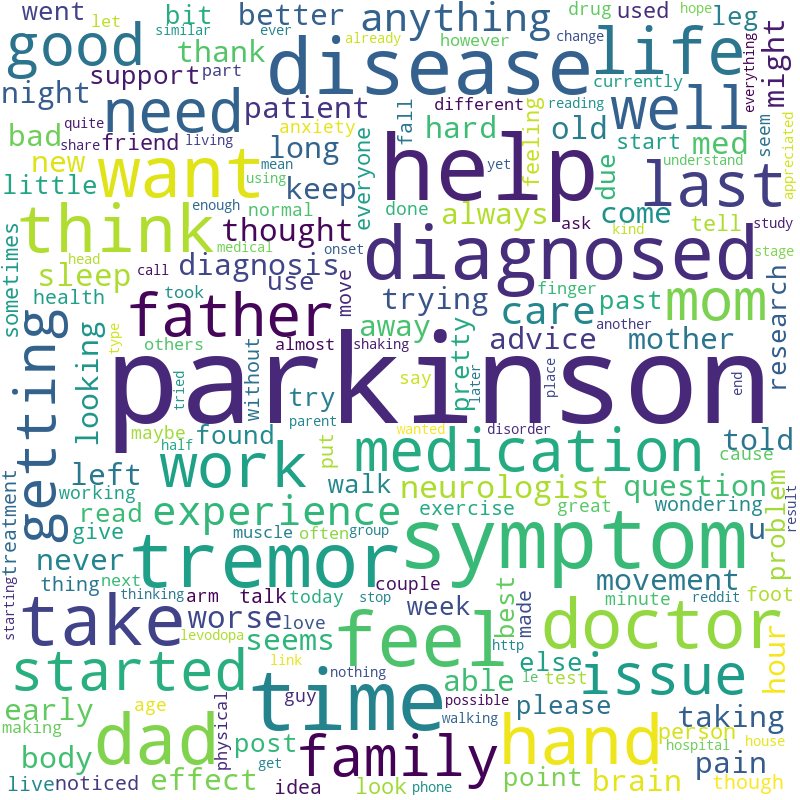 went
bit
better
anything
drug
used
hope
let
similar
ever
already
change
good
disease
life
leg
thank
however
night
support
part
currently
might
everything
need
patient
different
reading
well
bad
quite
share
friend
living
anxiety
feeling
fall
hard
old
start
med
seem
appreciated
new
want
mean
using
long
help
yet
everyone
due
understand
little
enough
keep
last
think
normal
done
always
come
tell
study
thought
ask
kind
sometimes
head
medical
onset
diagnosed
stage
sleep
call
diagnosis
use
move
finger
mom
research
health
took
father
trying
care
past
others
almost
shaking
away
another
type
without
pretty
advice
mother
looking
getting
tried
parkinson
later
place
end
try
say
parent
maybe
found
put
wanted
disorder
told
half
work
medication
cause
left
working
walk
neurologist
question
problem
result
read
experience
exercise
great
wondering
starting
treatment
give
never
muscle
often
group
symptom
u
tremor
thing
next
thinking
stop
couple
movement
arm
talk
today
best
minute
reddit
foot
take
worse
love
week
made
levodopa
seems
feel
http
doctor
hour
link
nothing
able
else
le
test
started
issue
age
guy
time
possible
walking
please
taking
early
making
dad
physical
family
hand
person
hospital
house
body
post
pain
live
noticed
effect
get
idea
look
phone
point
brain
though